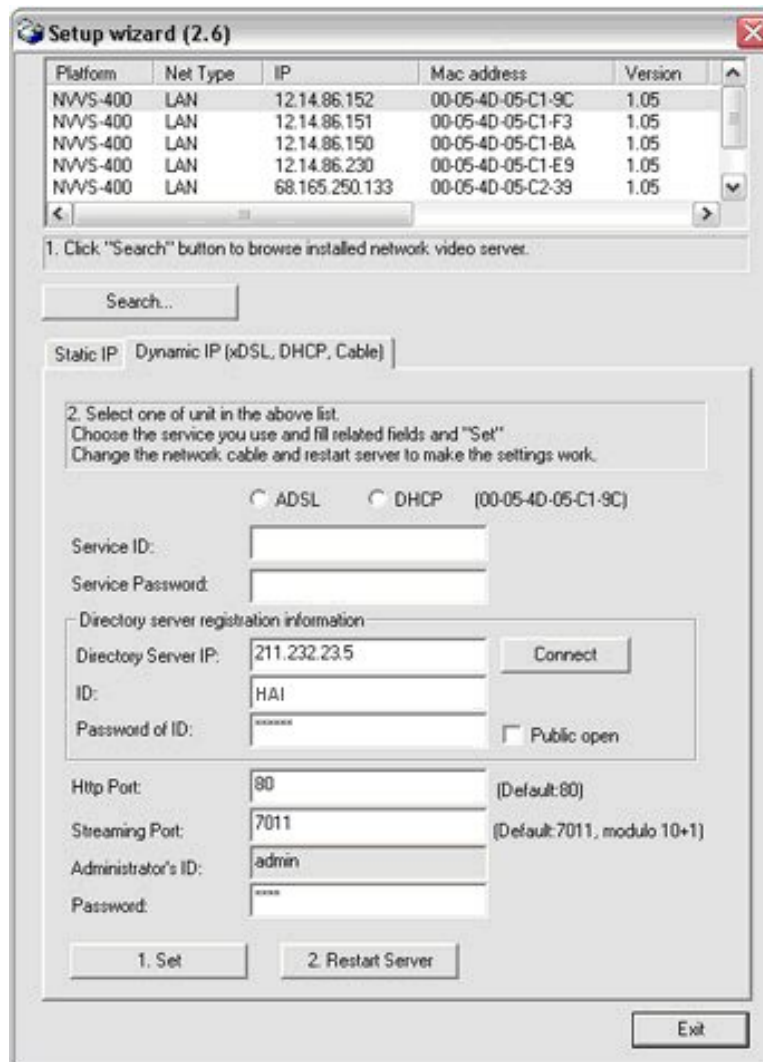 Setup wizard (2.6)
Platform Net Type IP Mac address Version
NVVS-400 LAN 12.14.86.152 00-05-4D-05-C1-9C 1.05
NVVS-400 LAN 12.14.86.151 00-05-4D-05-C1-F3 1.05
NVVS-400 LAN 12.14.86.150 00-05-4D-05-C1-BA 1.05
NVVS-400 LAN 12.14.86.230 00-05-4D-05-C1-E9 1.05
NVVS-400 LAN 68.165.250.133 00-05-4D-05-C2-39 1.05
1. Click "Search" button to browse installed network video server.
Search...
Static IP Dynamic IP (xDSL, DHCP, Cable)
2. Select one of unit in the above list.
Choose the service you use and fill related fields and "Set"
Change the network cable and restart server to make the settings work.
ADSL DHCP (00-05-4D-05-C1-9C)
Service ID:
Service Password:
Directory server registration information
Directory Server IP: 211.232.23.5 Connect
ID: HAI
Password of ID: ****** Public open
Http Port: 80 (Default:80)
Streaming Port: 7011 (Default:7011, modulo 10+1)
Administrator's ID: admin
Password: ****
1. Set 2. Restart Server
Exit